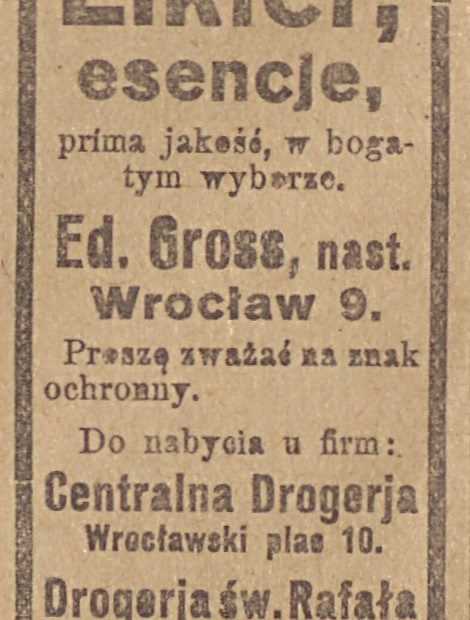 Likier,
esencje,
prima jakość, w boga-
tym wyborze.
Ed. Gross, nast.
Wrocław 9.
Proszę zważać na znak
ochronny.
Do nabycia u firm:
Centralna Drogerja
Wrocławski plac 10.
Drogerja św. Rafała